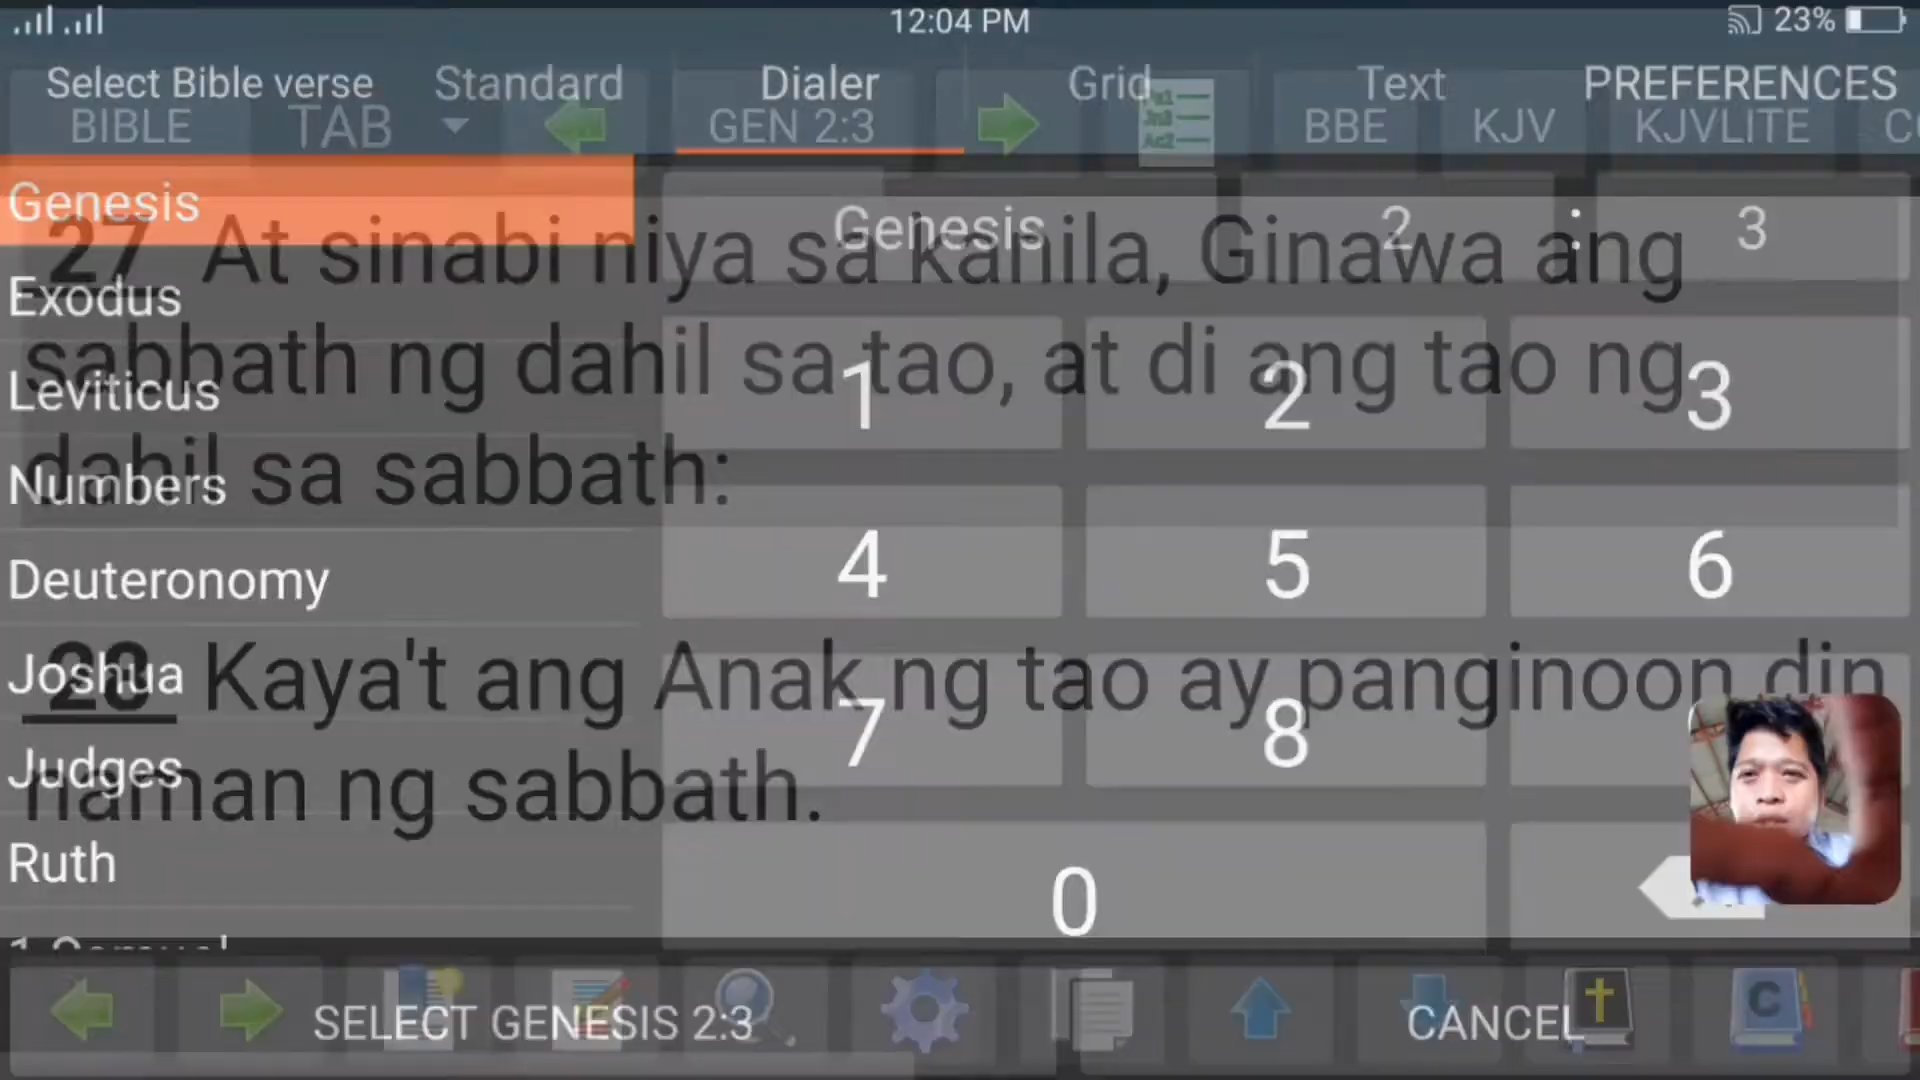 12:04 PM
23%
Select Bible verse Standard Dialer Grid Text PREFERENCES
BIBLE TAB GEN 2:3 BBE KJV KJVLITE
Genesis
Genesis 2 : 3
27 At sinabi niya sa kanila, Ginawa ang
Exodus
sabbath ng dahil sa tao, at di ang tao ng
Leviticus
1 2 3
dahil sa sabbath:
Numbers
4 5 6
Deuteronomy
28 Kaya't ang Anak ng tao ay panginoon din
Joshua
7 8
Judges
naman ng sabbath.
Ruth
0
SELECT GENESIS 2:3 CANCEL